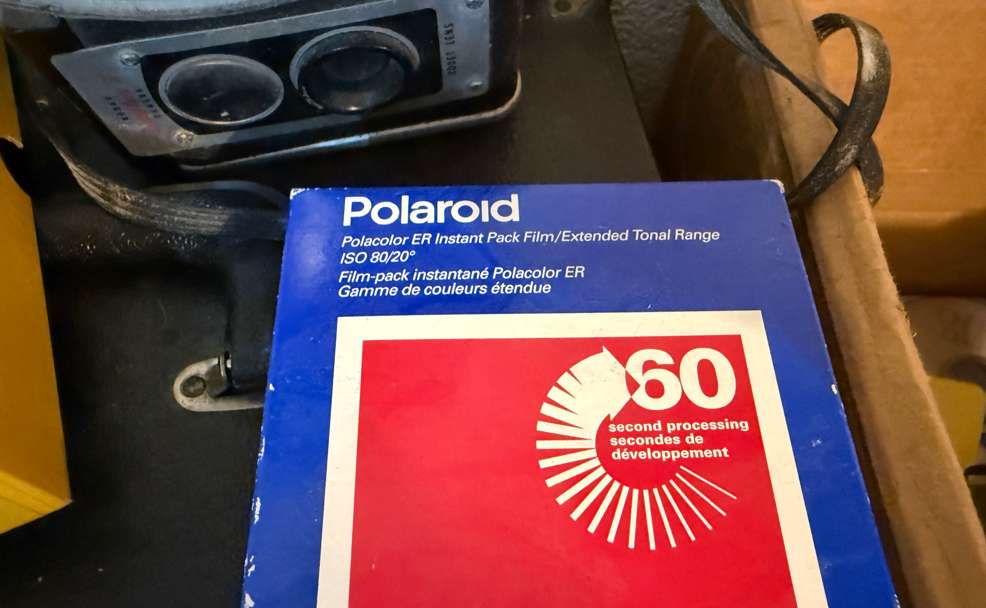 Polaroid
Polacolor ER Instant Pack Film/Extended Tonal Range
ISO 80/20°
Film-pack instantané Polacolor ER
Gamme de couleurs étendue
60
second processing
secondes de
développement